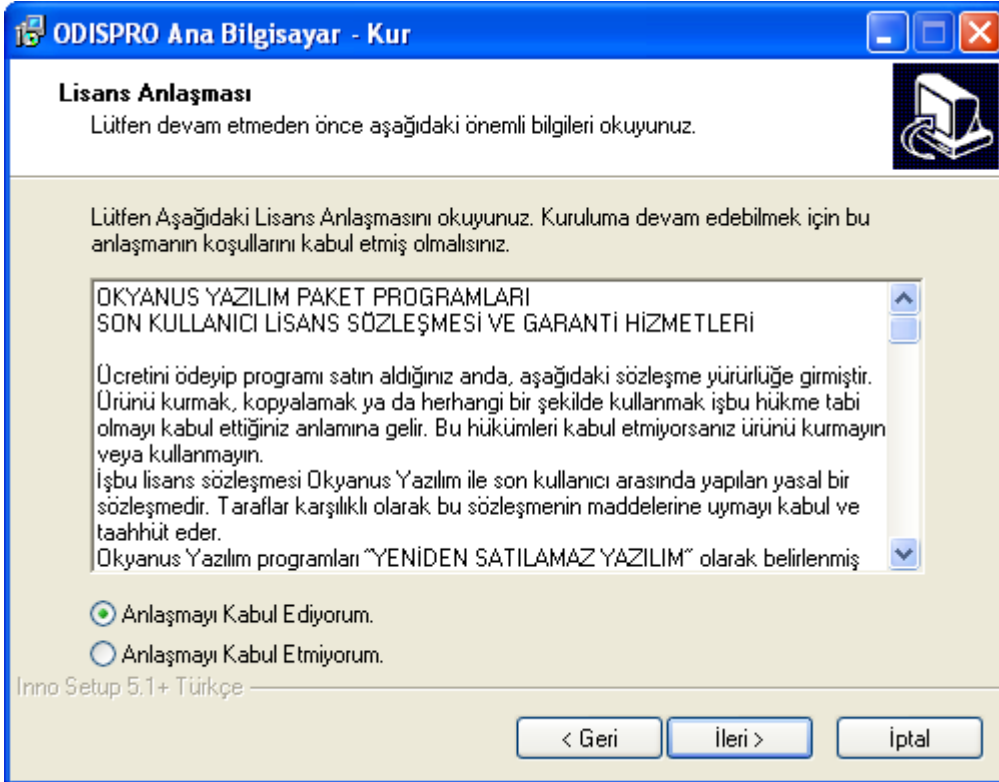 ODISPRO Ana Bilgisayar - Kur
Lisans Anlaşması
Lütfen devam etmeden önce aşağıdaki önemli bilgileri okuyunuz.
Lütfen Aşağıdaki Lisans Anlaşmasını okuyunuz. Kuruluma devam edebilmek için bu
anlaşmanın koşullarını kabul etmiş olmalısınız.
OKYANUS YAZILIM PAKET PROGRAMLARI
SON KULLANICI LİSANS SÖZLEŞMESİ VE GARANTİ HİZMETLERİ
Ücretini ödeyip programı satın aldığınız anda, aşağıdaki sözleşme yürürlüğe girmiştir.
Ürünü kurmak, kopyalamak ya da herhangi bir şekilde kullanmak işbu hükme tabi
olmayı kabul ettiğiniz anlamına gelir. Bu hükümleri kabul etmiyorsanız ürünü kurmayın
veya kullanmayın.
İşbu lisans sözleşmesi Okyanus Yazılım ile son kullanıcı arasında yapılan yasal bir
sözleşmedir. Taraflar karşılıklı olarak bu sözleşmenin maddelerine uymayı kabul ve
taahhüt eder.
Okyanus Yazılım programları "YENİDEN SATILAMAZ YAZILIM" olarak belirlenmiş
Anlaşmayı Kabul Ediyorum.
Anlaşmayı Kabul Etmiyorum.
Inno Setup 5.1+ Türkçe
< Geri
İleri >
İptal